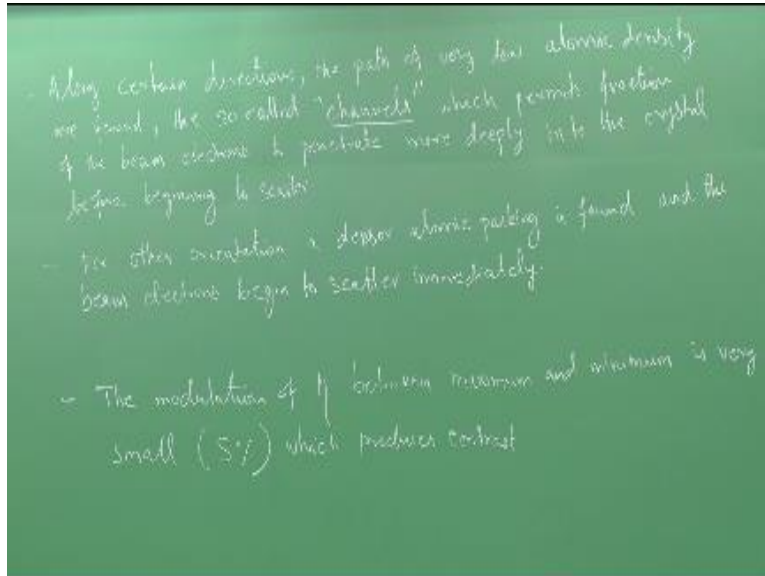 - Along certain directions, the path of very low atomic density
are found, the so called "channels" which permit fraction
of the beam electrons to penetrate more deeply in to the crystal
before beginning to scatter
- For other orientation a denser atomic packing is found and the
beam electrons begin to scatter immediately.
- The modulation of η between maximum and minimum is very
small (5%) which produces contrast